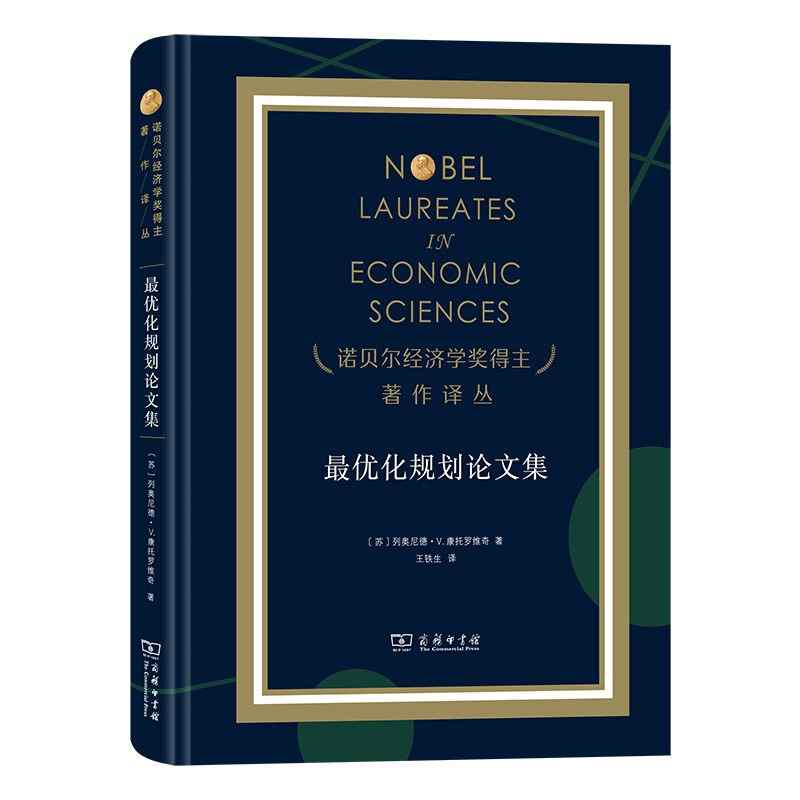 诺贝尔经济学奖得主
著作译丛
最优化规划论文集
〔苏〕列奥尼德·V.康托罗维奇 著
商务印书馆
The Commercial Press
NOBEL
LAUREATES
IN
ECONOMIC
SCIENCES
诺贝尔经济学奖得主
著作译丛
最优化规划论文集
〔苏〕列奥尼德·V.康托罗维奇 著
王铁生 译
商务印书馆
The Commercial Press